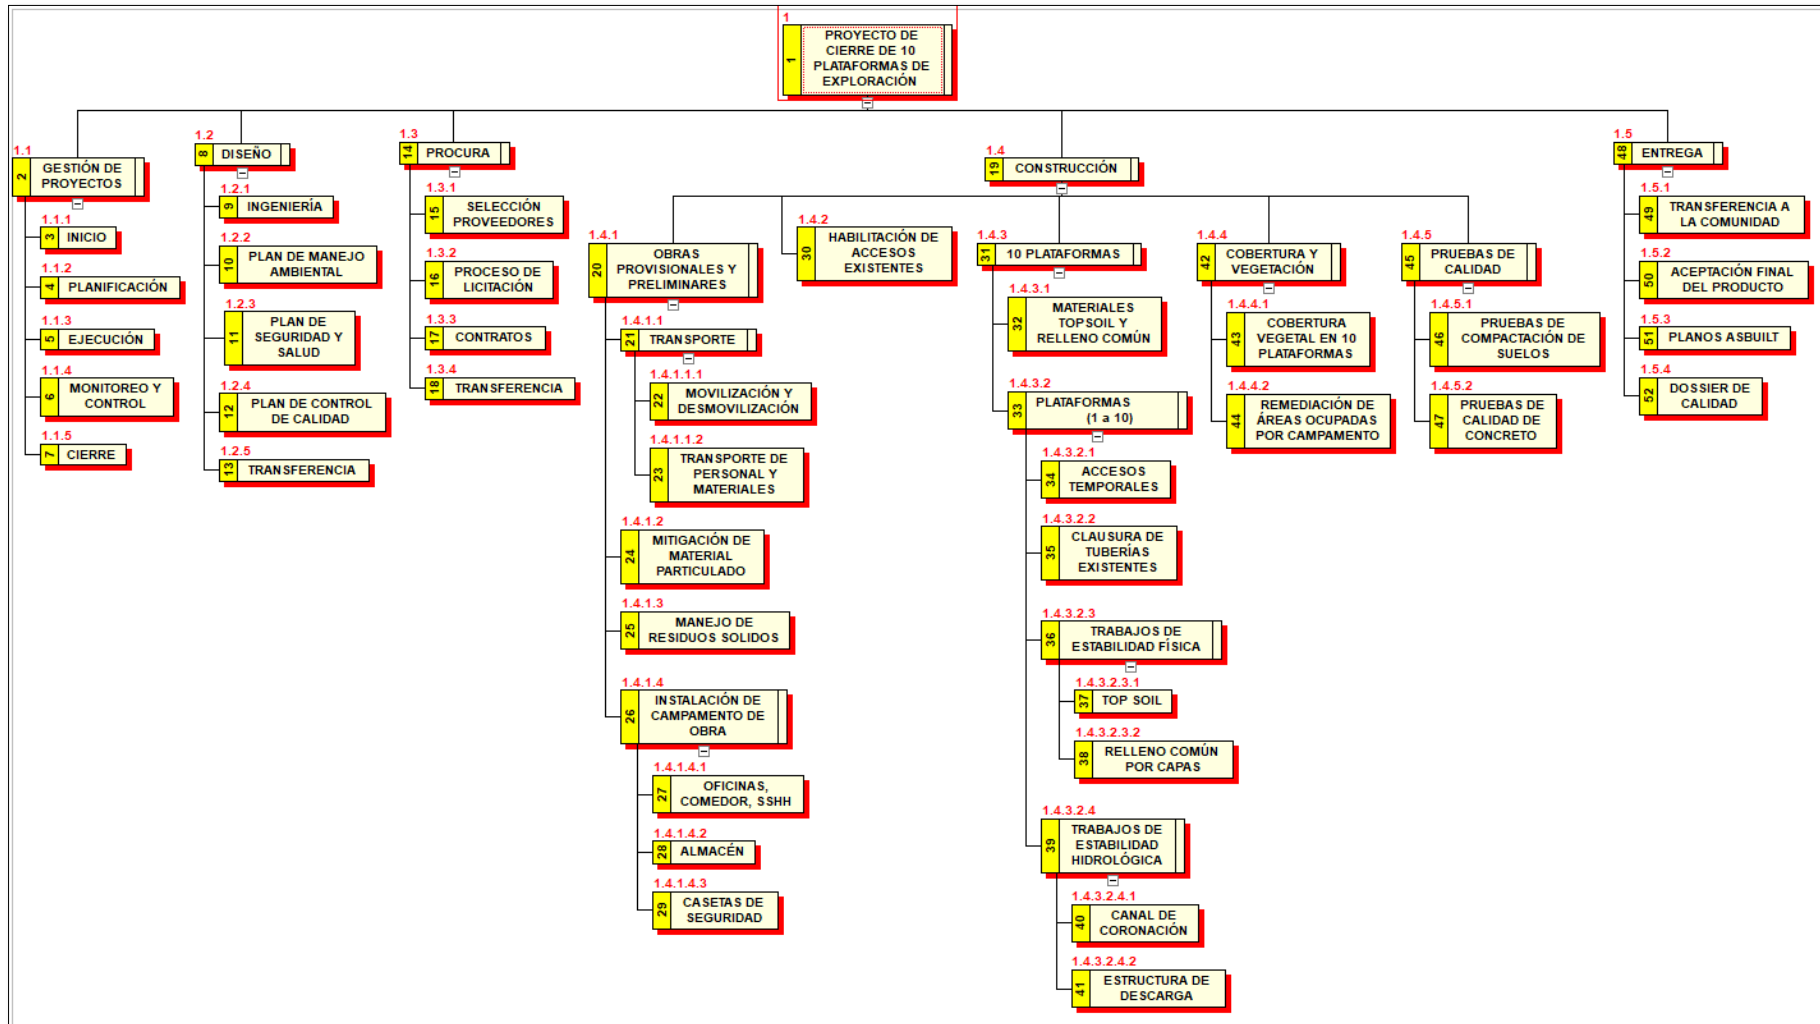 1
1
PROYECTO DE
CIERRE DE 10
PLATAFORMAS DE
EXPLORACIÓN
1.1
2
GESTIÓN DE
PROYECTOS
1.1.1
3
INICIO
1.1.2
4
PLANIFICACIÓN
1.1.3
5
EJECUCIÓN
1.1.4
6
MONITOREO Y
CONTROL
1.1.5
7
CIERRE
1.2
8
DISEÑO
1.2.1
9
INGENIERÍA
1.2.2
10
PLAN DE MANEJO
AMBIENTAL
1.2.3
11
PLAN DE
SEGURIDAD Y
SALUD
1.2.4
12
PLAN DE CONTROL
DE CALIDAD
1.2.5
13
TRANSFERENCIA
1.3
14
PROCURA
1.3.1
15
SELECCIÓN
PROVEEDORES
1.3.2
16
PROCESO DE
LICITACIÓN
1.3.3
17
CONTRATOS
1.3.4
18
TRANSFERENCIA
1.4
19
CONSTRUCCIÓN
1.4.1
20
OBRAS
PROVISIONALES Y
PRELIMINARES
1.4.1.1
21
TRANSPORTE
1.4.1.1.1
22
MOVILIZACIÓN Y
DESMOVILIZACIÓN
1.4.1.1.2
23
TRANSPORTE DE
PERSONAL Y
MATERIALES
1.4.1.2
24
MITIGACIÓN DE
MATERIAL
PARTICULADO
1.4.1.3
25
MANEJO DE
RESIDUOS SOLIDOS
1.4.1.4
26
INSTALACIÓN DE
CAMPAMENTO DE
OBRA
1.4.1.4.1
27
OFICINAS,
COMEDOR, SSHH
1.4.1.4.2
28
ALMACÉN
1.4.1.4.3
29
CASETAS DE
SEGURIDAD
1.4.2
30
HABILITACIÓN DE
ACCESOS
EXISTENTES
1.4.3
31
10 PLATAFORMAS
1.4.3.1
32
MATERIALES
TOPSOIL Y
RELLENO COMÚN
1.4.3.2
33
PLATAFORMAS
(1 a 10)
1.4.3.2.1
34
ACCESOS
TEMPORALES
1.4.3.2.2
35
CLAUSURA DE
TUBERÍAS
EXISTENTES
1.4.3.2.3
36
TRABAJOS DE
ESTABILIDAD FÍSICA
1.4.3.2.3.1
37
TOP SOIL
1.4.3.2.3.2
38
RELLENO COMÚN
POR CAPAS
1.4.3.2.4
39
TRABAJOS DE
ESTABILIDAD
HIDROLÓGICA
1.4.3.2.4.1
40
CANAL DE
CORONACIÓN
1.4.3.2.4.2
41
ESTRUCTURA DE
DESCARGA
1.4.4
42
COBERTURA Y
VEGETACIÓN
1.4.4.1
43
COBERTURA
VEGETAL EN 10
PLATAFORMAS
1.4.4.2
44
REMEDIACIÓN DE
ÁREAS OCUPADAS
POR CAMPAMENTO
1.4.5
45
PRUEBAS DE
CALIDAD
1.4.5.1
46
PRUEBAS DE
COMPACTACIÓN DE
SUELOS
1.4.5.2
47
PRUEBAS DE
CALIDAD DE
CONCRETO
1.5
48
ENTREGA
1.5.1
49
TRANSFERENCIA A
LA COMUNIDAD
1.5.2
50
ACEPTACIÓN FINAL
DEL PRODUCTO
1.5.3
51
PLANOS ASBUILT
1.5.4
52
DOSSIER DE
CALIDAD